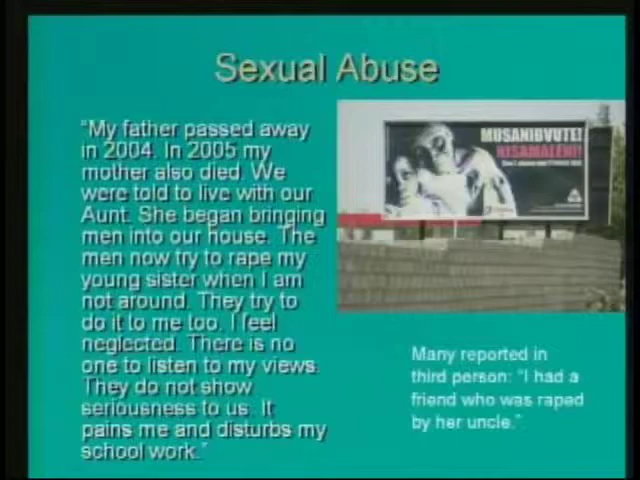 Sexual Abuse
"My father passed away
in 2004. In 2005 my
mother also died. We
were told to live with our
Aunt. She began bringing
men into our house. The
men now try to rape my
young sister when I am
not around. They try to
do it to me too. I feel
neglected. There is no
one to listen to my views.
They do not show
seriousness to us. It
pains me and disturbs my
school work."
MUSANIBVUTE!
NESAMALENI!
Many reported in
third person: "I had a
friend who was raped
by her uncle."